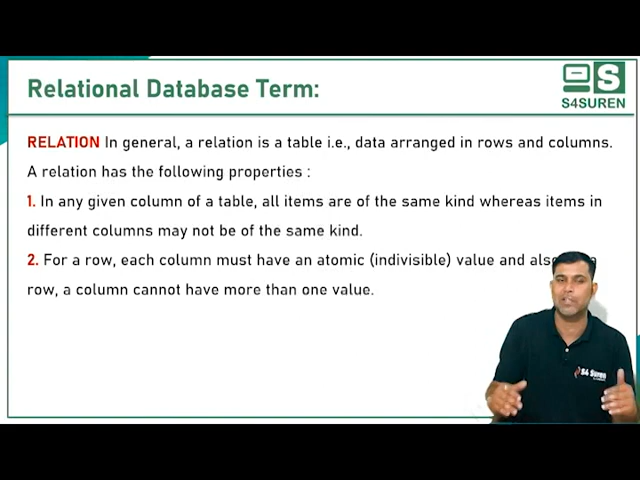 Relational Database Term:
S
S4SUREN
RELATION In general, a relation is a table i.e., data arranged in rows and columns.
A relation has the following properties :
1. In any given column of a table, all items are of the same kind whereas items in
different columns may not be of the same kind.
2. For a row, each column must have an atomic (indivisible) value and also
row, a column cannot have more than one value.
S4 Suren